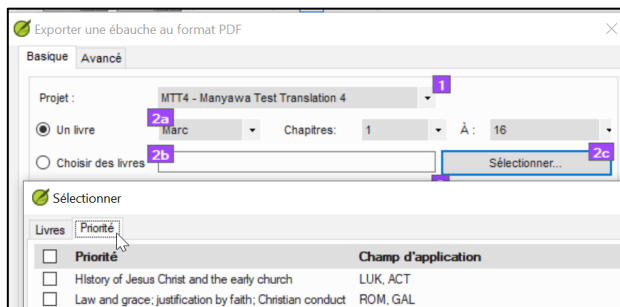 Exporter une ébauche au format PDF
Basique Avancé
Projet : MTT4 - Manyawa Test Translation 4 1
2a
Un livre Marc Chapitres: 1 À : 16
Choisir des livres 2b Sélectionner... 2c
Sélectionner
Livres Priorité
Priorité Champ d'application
HIstory of Jesus Christ and the early church LUK, ACT
Law and grace; justification by faith; Christian conduct ROM, GAL